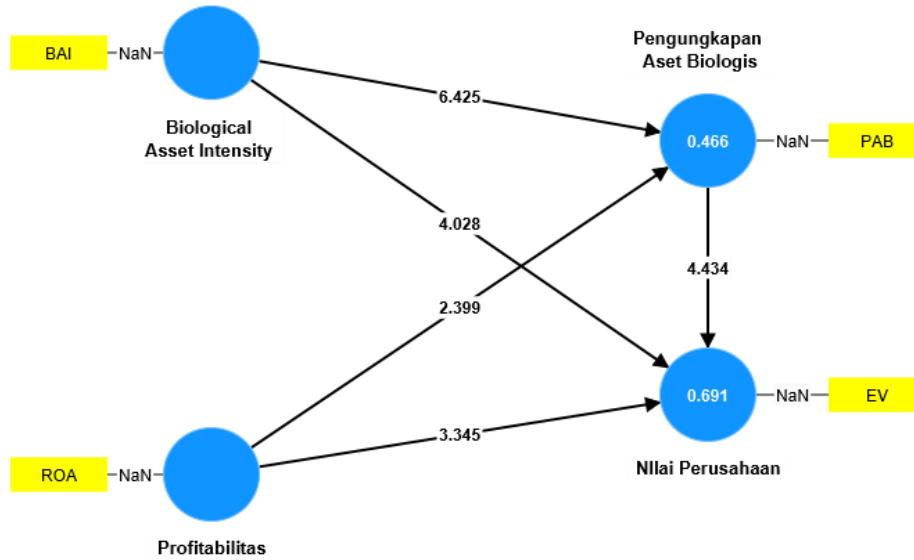 BAI
NaN
Biological
Asset Intensity
6.425
Pengungkapan
Aset Biologis
0.466
NaN
PAB
4.028
2.399
4.434
ROA
NaN
Profitabilitas
3.345
0.691
NaN
EV
NIlai Perusahaan